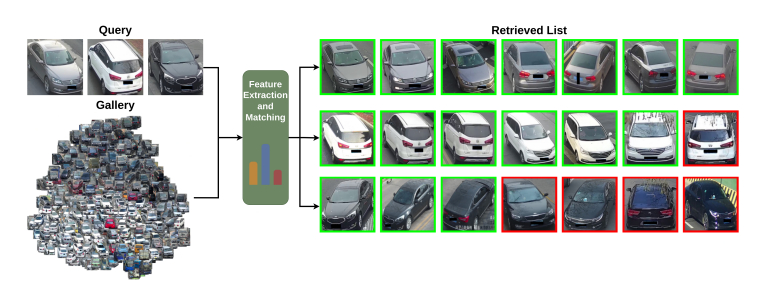 Query
Retrieved List
Gallery
Feature
Extraction
and
Matching